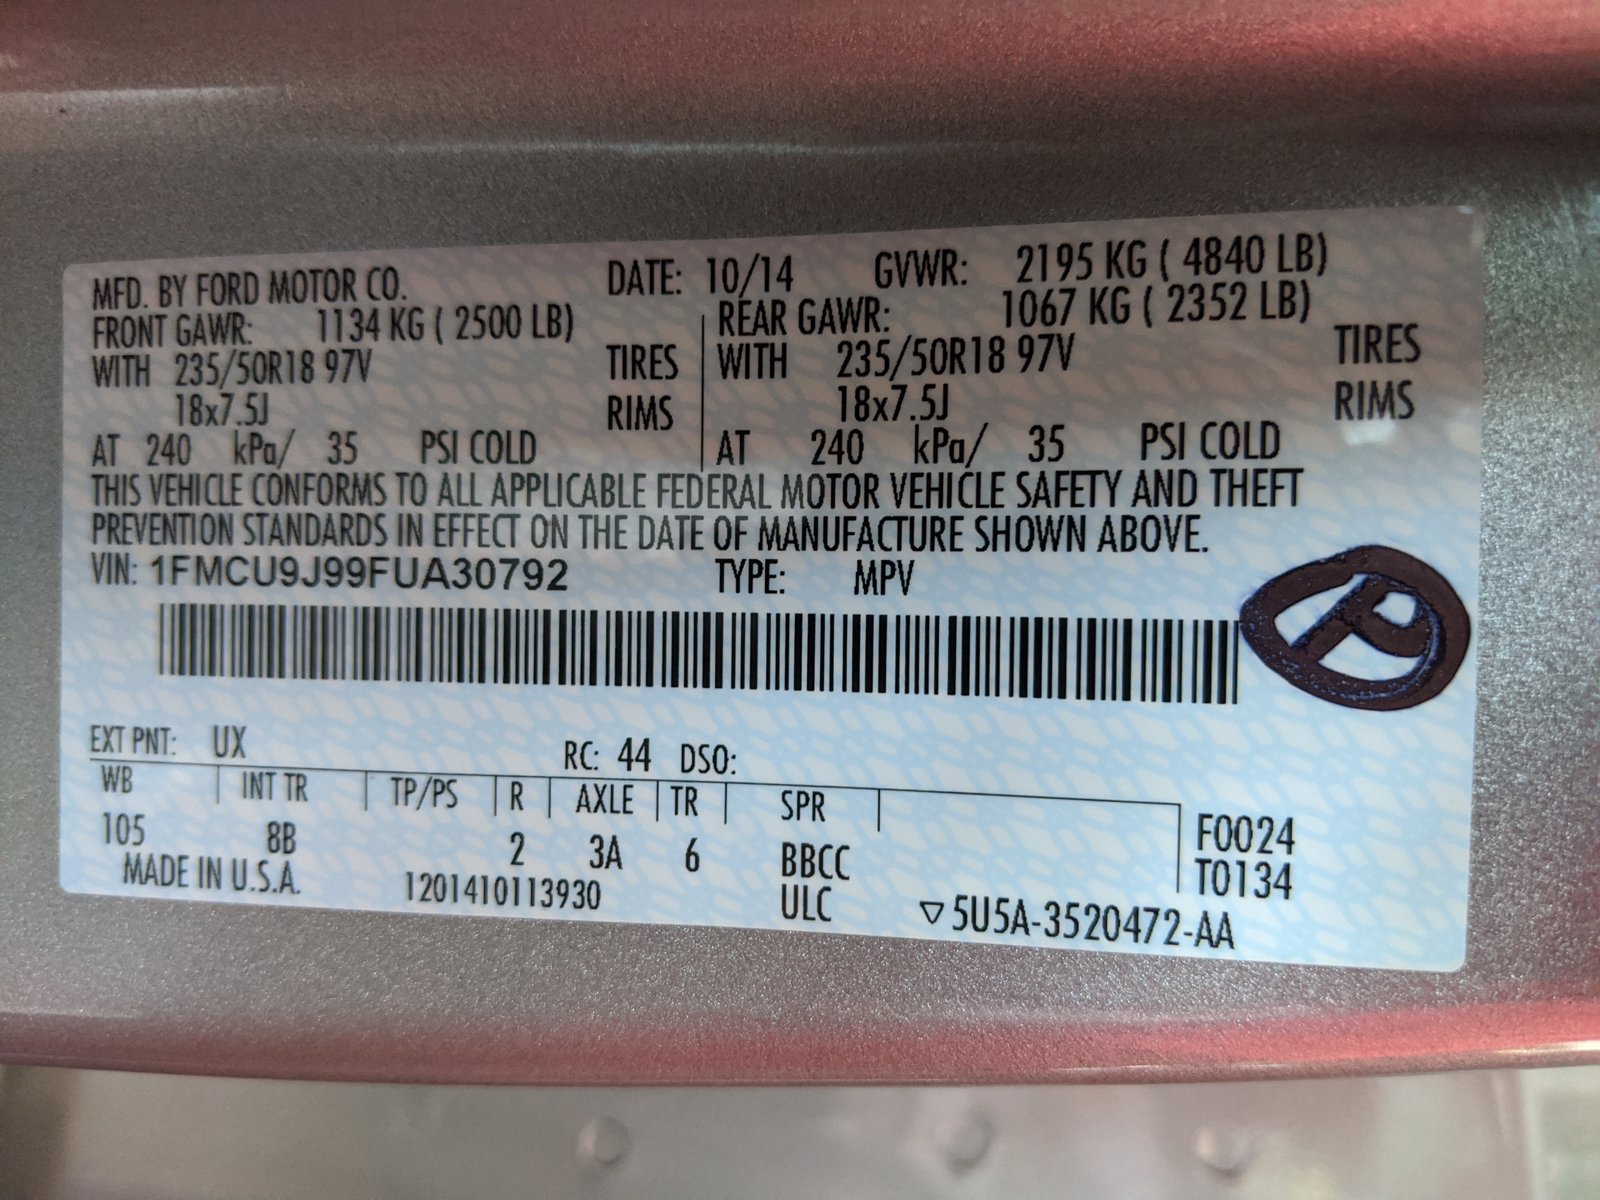 MFD. BY FORD MOTOR CO. DATE: 10/14 GVWR: 2195 KG ( 4840 LB)
FRONT GAWR: 1134 KG ( 2500 LB) REAR GAWR: 1067 KG ( 2352 LB)
WITH 235/50R18 97V TIRES WITH 235/50R18 97V TIRES
18x7.5J RIMS 18x7.5J RIMS
AT 240 kPa/ 35 PSI COLD AT 240 kPa/ 35 PSI COLD
THIS VEHICLE CONFORMS TO ALL APPLICABLE FEDERAL MOTOR VEHICLE SAFETY AND THEFT
PREVENTION STANDARDS IN EFFECT ON THE DATE OF MANUFACTURE SHOWN ABOVE.
VIN: 1FMCU9J99FUA30792 TYPE: MPV
P
EXT PNT: UX RC: 44 DSO:
WB INT TR TP/PS R AXLE TR SPR
105 8B 2 3A 6 BBCC F0024
MADE IN U.S.A. 1201410113930 ULC T0134
▽5U5A-3520472-AA